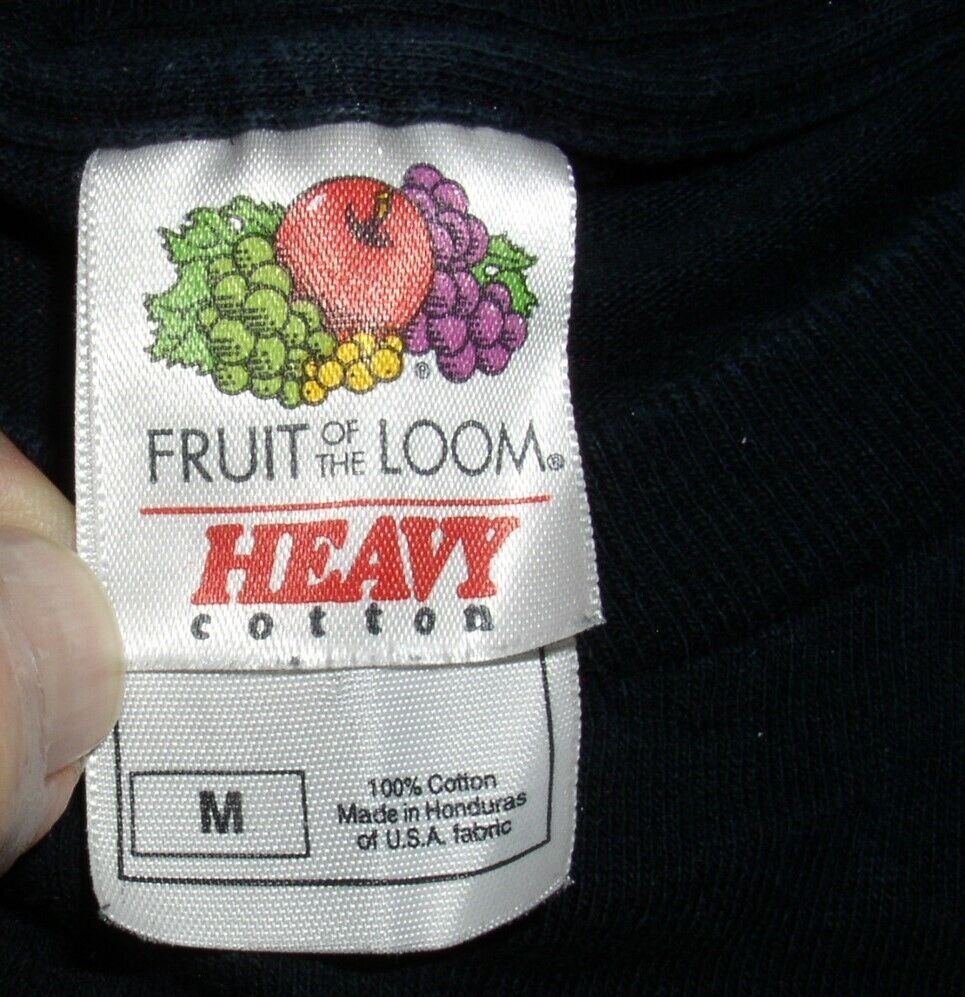 ®
FRUIT OF THE LOOM®
HEAVY
cotton
M
100% Cotton
Made in Honduras
of U.S.A. fabric